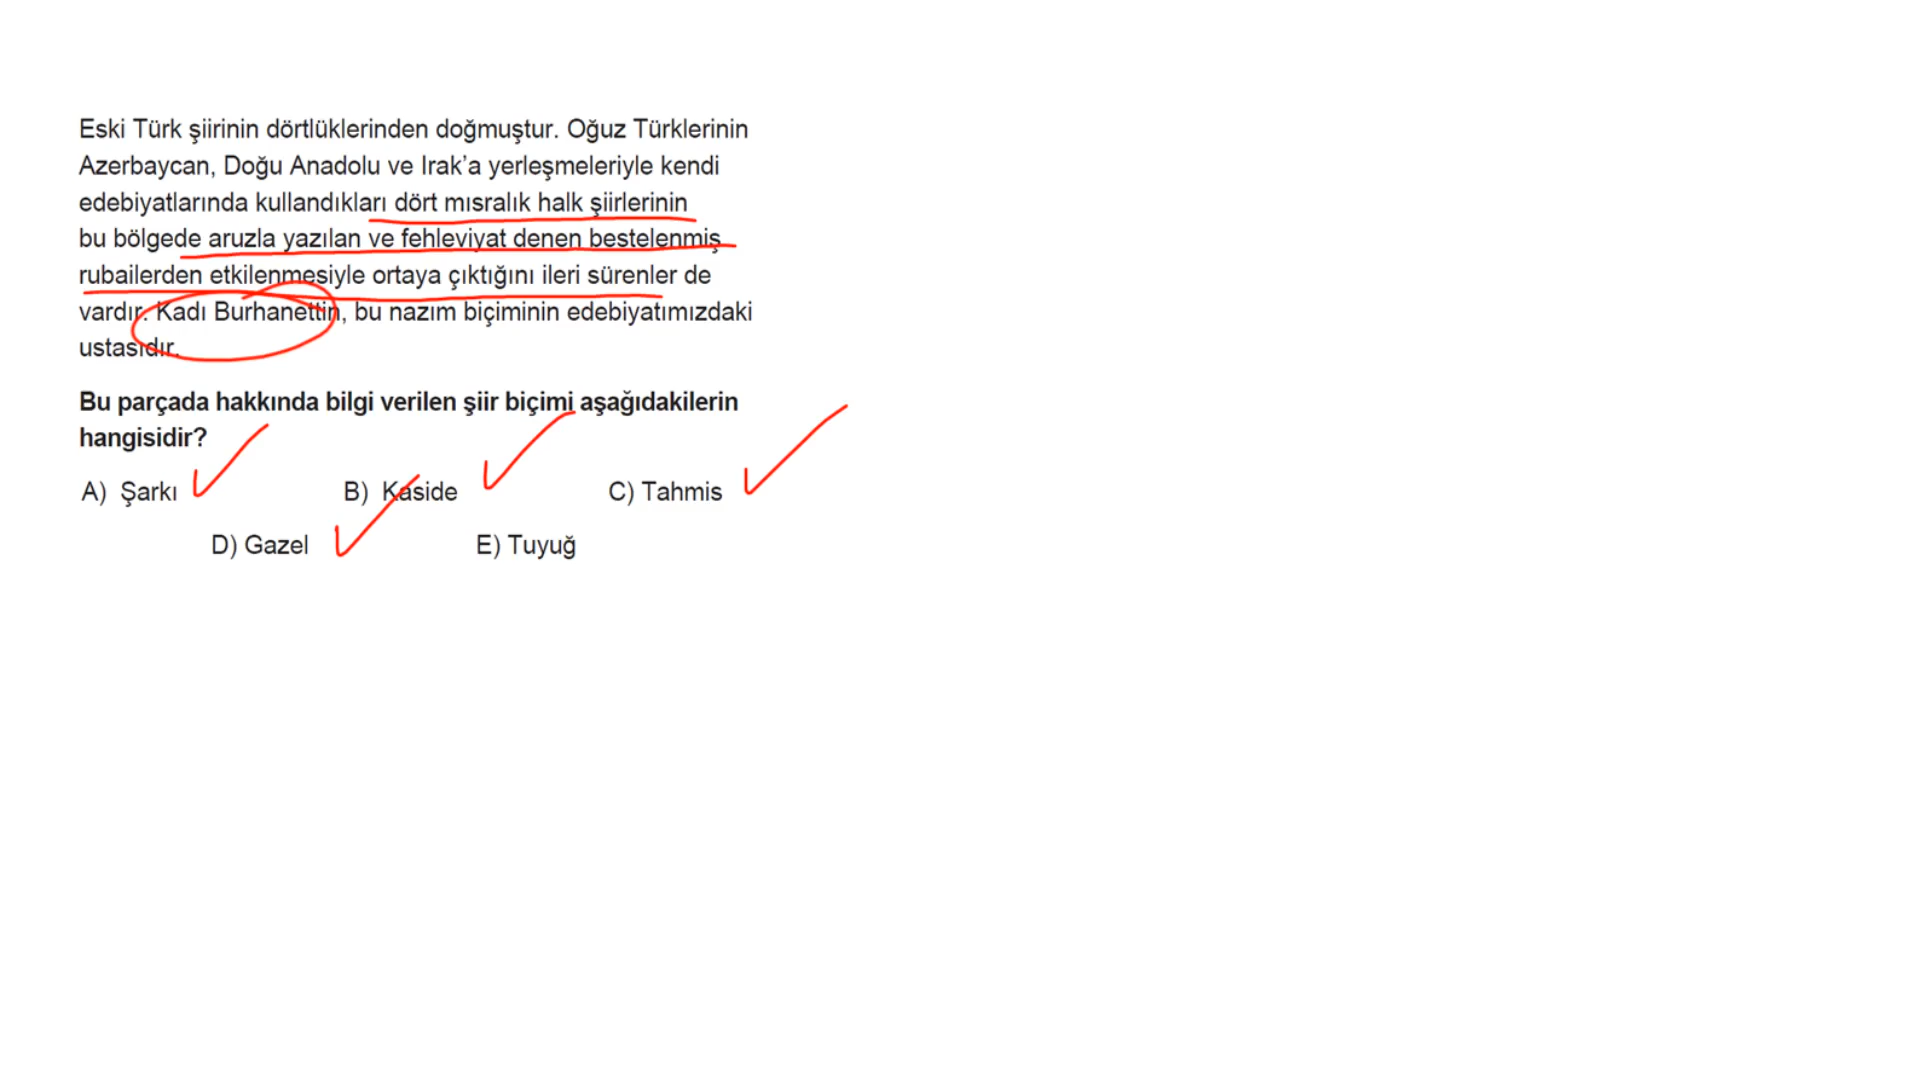 Eski Türk şiirinin dörtlüklerinden doğmuştur. Oğuz Türklerinin
Azerbaycan, Doğu Anadolu ve Irak’a yerleşmeleriyle kendi
edebiyatlarında kullandıkları dört mısralık halk şiirlerinin
bu bölgede aruzla yazılan ve fehleviyat denen bestelenmiş
rubailerden etkilenmesiyle ortaya çıktığını ileri sürenler de
vardır. Kadı Burhanettin, bu nazım biçiminin edebiyatımızdaki
ustasıdır.
Bu parçada hakkında bilgi verilen şiir biçimi aşağıdakilerin
hangisidir?
A) Şarkı B) Kaside C) Tahmis
D) Gazel E) Tuyuğ